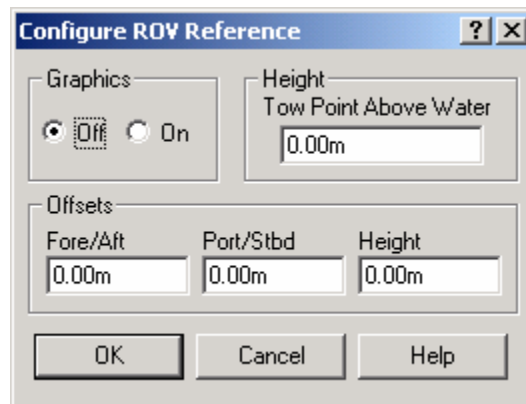 Configure ROV Reference
Graphics
Off On
Height
Tow Point Above Water
0.00m
Offsets
Fore/Aft Port/Stbd Height
0.00m 0.00m 0.00m
OK Cancel Help